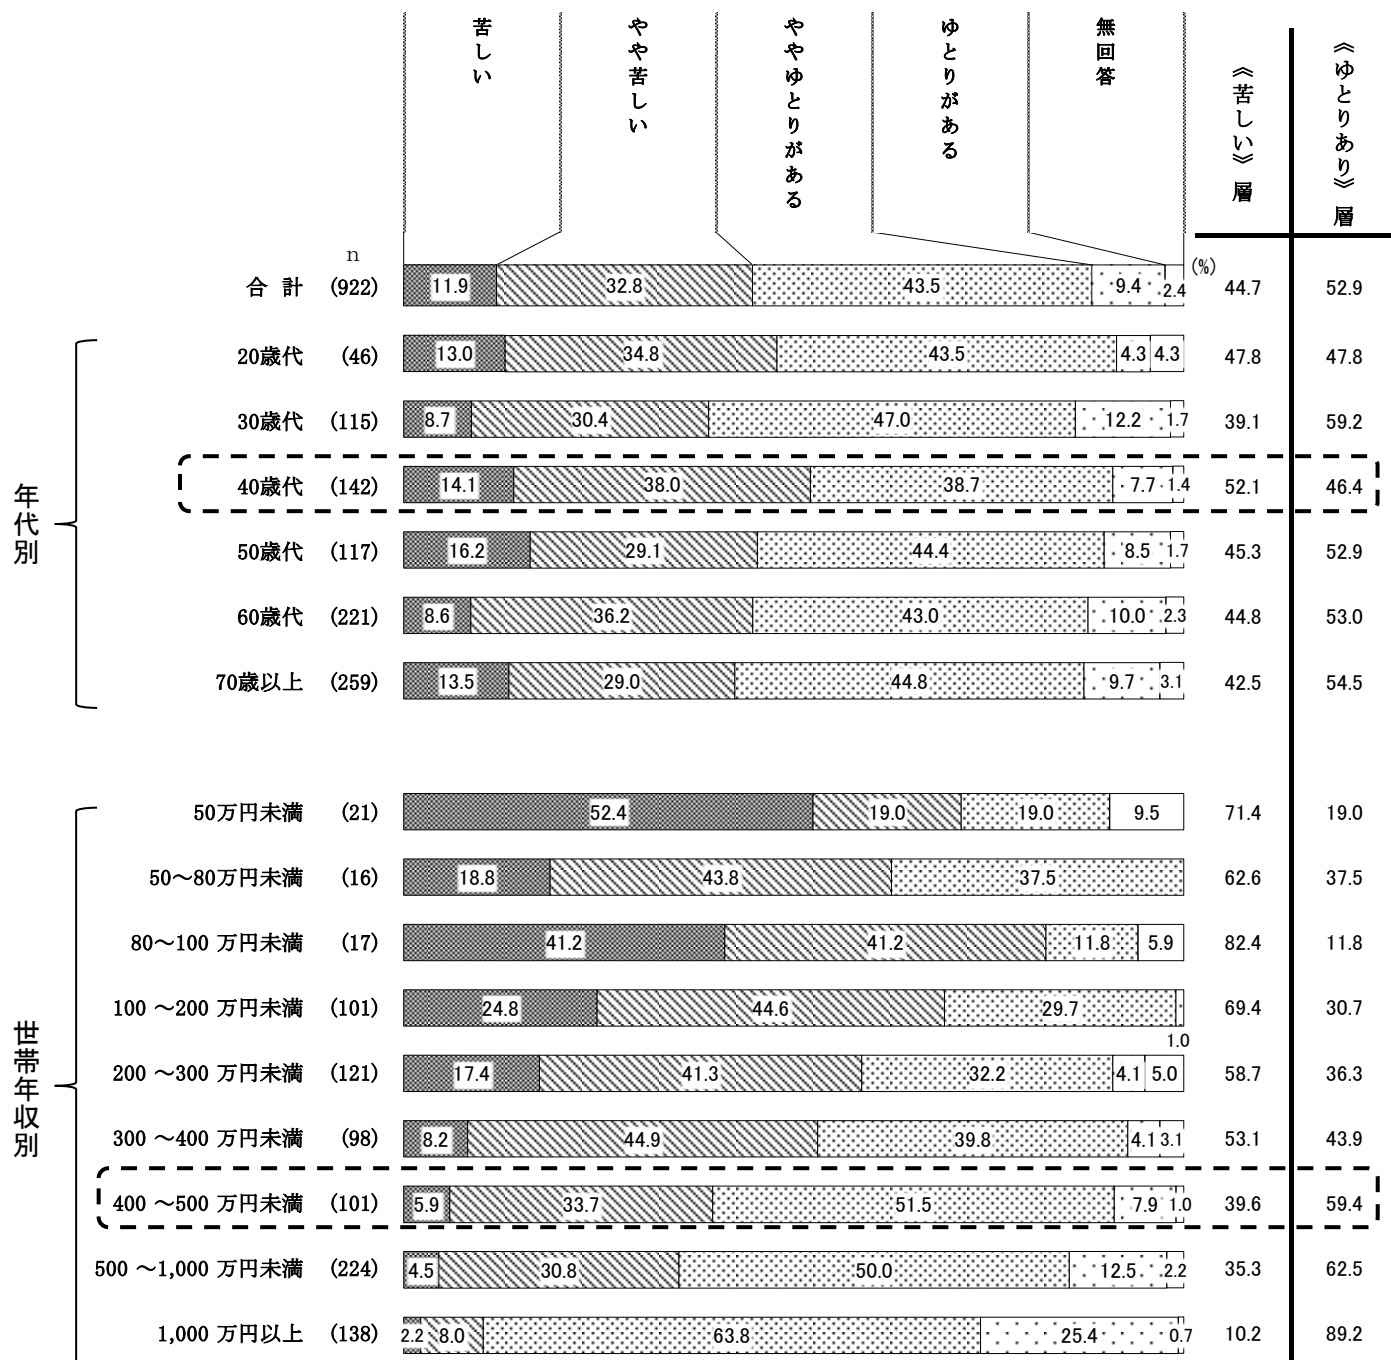 苦しい
やや苦しい
ややゆとりがある
ゆとりがある
無回答
《苦しい》層
《ゆとりあり》層
n
(%)
合 計 (922) 11.9 32.8 43.5 9.4 2.4 44.7 52.9
年代別
20歳代 (46) 13.0 34.8 43.5 4.3 4.3 47.8 47.8
30歳代 (115) 8.7 30.4 47.0 12.2 1.7 39.1 59.2
40歳代 (142) 14.1 38.0 38.7 7.7 1.4 52.1 46.4
50歳代 (117) 16.2 29.1 44.4 8.5 1.7 45.3 52.9
60歳代 (221) 8.6 36.2 43.0 10.0 2.3 44.8 53.0
70歳以上 (259) 13.5 29.0 44.8 9.7 3.1 42.5 54.5
世帯年収別
50万円未満 (21) 52.4 19.0 19.0 9.5 71.4 19.0
50～80万円未満 (16) 18.8 43.8 37.5 62.6 37.5
80～100 万円未満 (17) 41.2 41.2 11.8 5.9 82.4 11.8
100 ～200 万円未満 (101) 24.8 44.6 29.7 1.0 69.4 30.7
200 ～300 万円未満 (121) 17.4 41.3 32.2 4.1 5.0 58.7 36.3
300 ～400 万円未満 (98) 8.2 44.9 39.8 4.1 3.1 53.1 43.9
400 ～500 万円未満 (101) 5.9 33.7 51.5 7.9 1.0 39.6 59.4
500 ～1,000 万円未満 (224) 4.5 30.8 50.0 12.5 2.2 35.3 62.5
1,000 万円以上 (138) 2.2 8.0 63.8 25.4 0.7 10.2 89.2